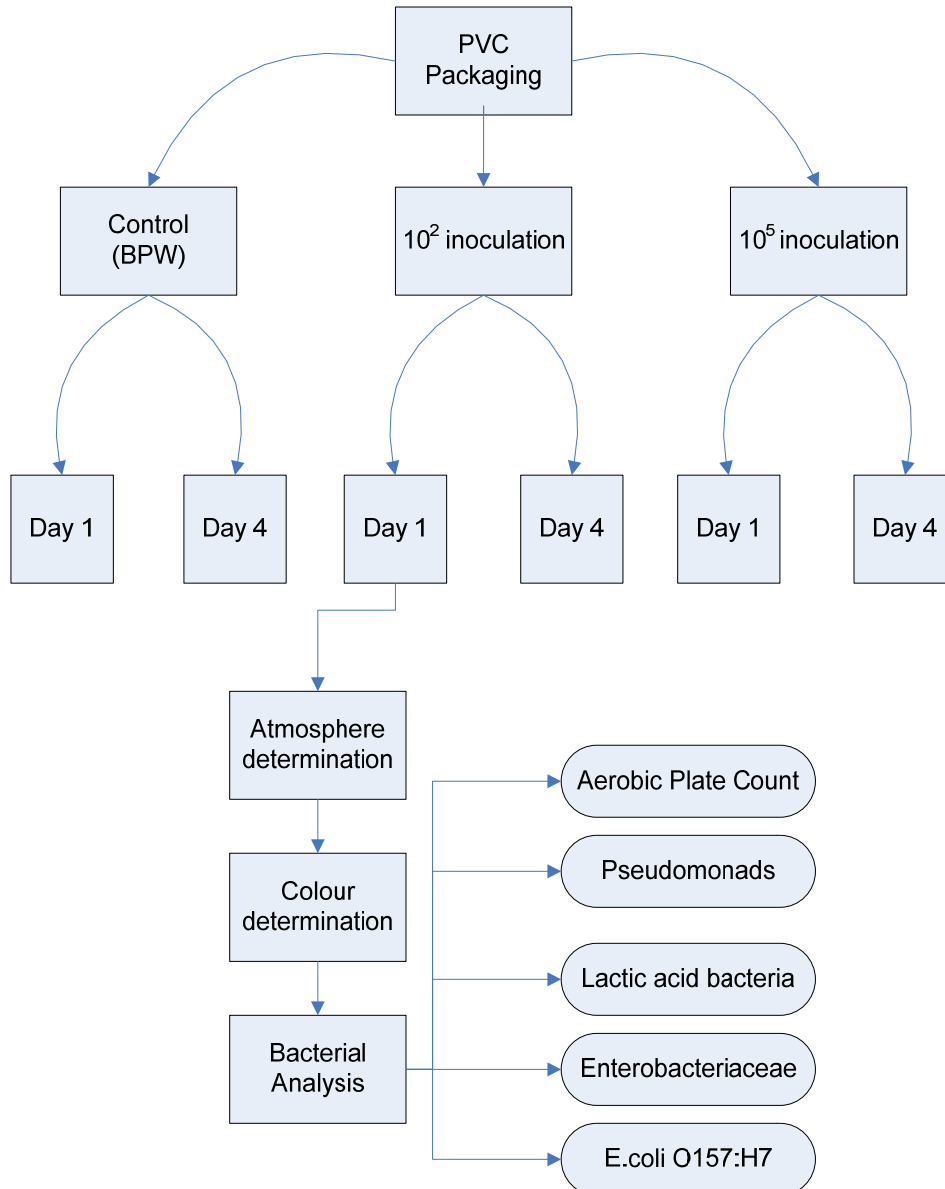 PVC
Packaging
Control
(BPW)
10² inoculation
10⁵ inoculation
Day 1
Day 4
Day 1
Day 4
Day 1
Day 4
Atmosphere
determination
Aerobic Plate Count
Pseudomonads
Colour
determination
Lactic acid bacteria
Bacterial
Analysis
Enterobacteriaceae
E.coli O157:H7